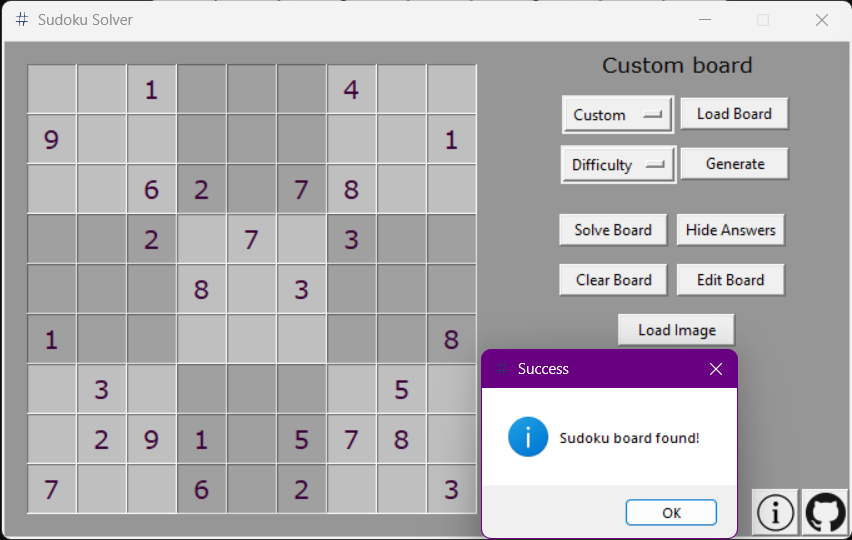 # Sudoku Solver
Custom board
1 4
Custom Load Board
9 1
Difficulty Generate
6 2 7 8
2 7 3
Solve Board Hide Answers
8 3
Clear Board Edit Board
1 8
Load Image
# Success
3 5
2 9 1 5 7 8
Sudoku board found!
7 6 2 3
OK
i